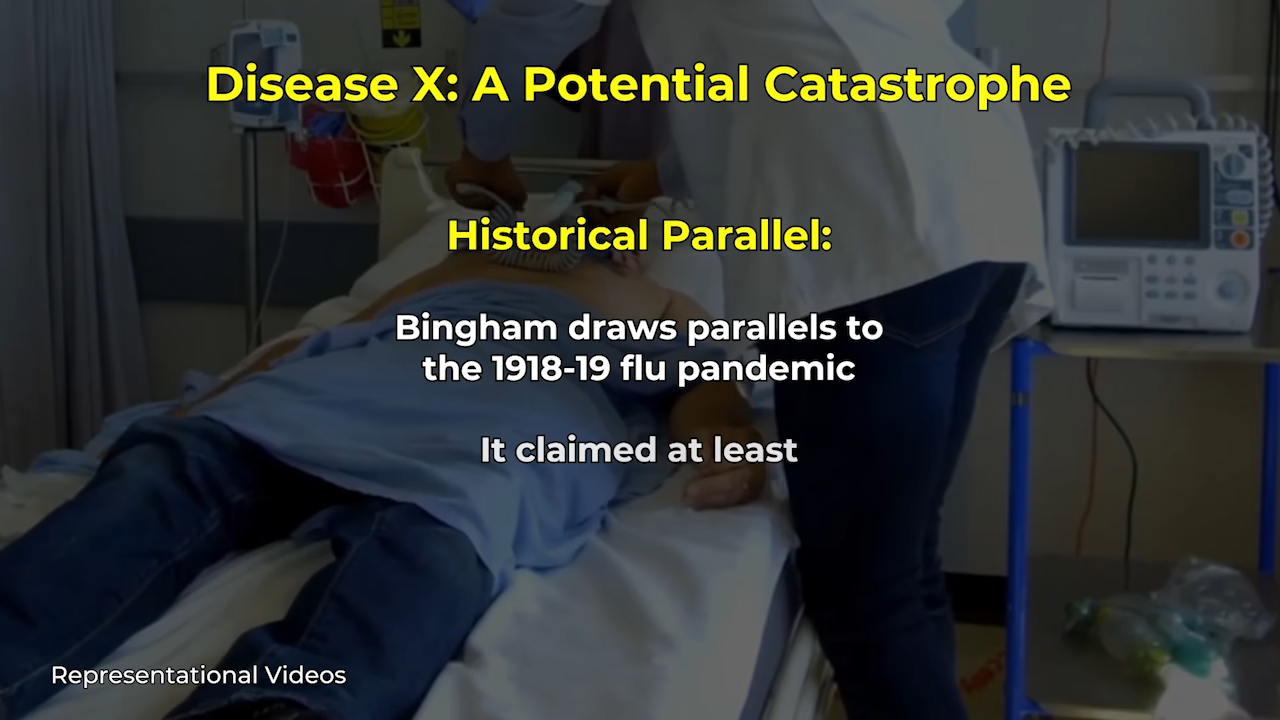 Disease X: A Potential Catastrophe
Historical Parallel:
Bingham draws parallels to
the 1918-19 flu pandemic
It claimed at least
Representational Videos